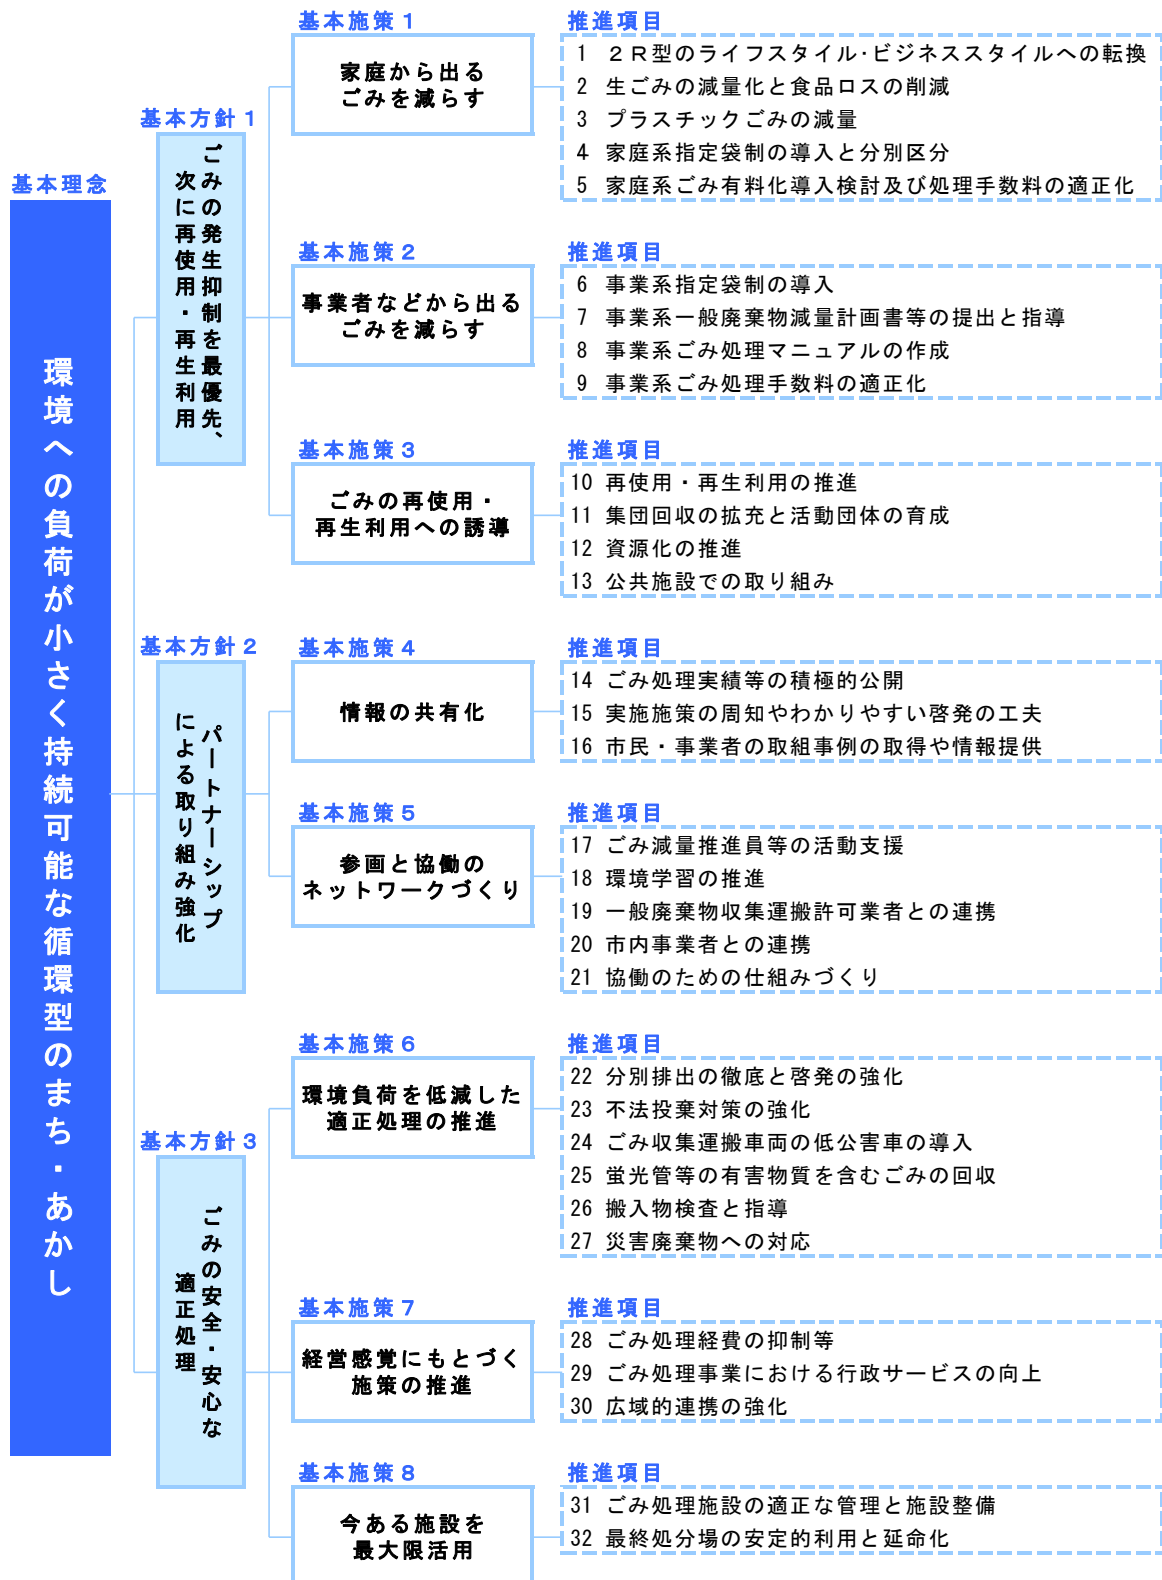 基本理念
環境への負荷が小さく持続可能な循環型のまち・あかし
基本方針１
ごみの発生抑制を最優先、
次に再使用・再生利用
基本施策１
家庭から出る
ごみを減らす
推進項目
1 ２Ｒ型のライフスタイル・ビジネススタイルへの転換
2 生ごみの減量化と食品ロスの削減
3 プラスチックごみの減量
4 家庭系指定袋制の導入と分別区分
5 家庭系ごみ有料化導入検討及び処理手数料の適正化
基本施策２
事業者などから出る
ごみを減らす
推進項目
6 事業系指定袋制の導入
7 事業系一般廃棄物減量計画書等の提出と指導
8 事業系ごみ処理マニュアルの作成
9 事業系ごみ処理手数料の適正化
基本施策３
ごみの再使用・
再生利用への誘導
推進項目
10 再使用・再生利用の推進
11 集団回収の拡充と活動団体の育成
12 資源化の推進
13 公共施設での取り組み
基本方針２
パートナーシップ
による取り組み強化
基本施策４
情報の共有化
推進項目
14 ごみ処理実績等の積極的公開
15 実施施策の周知やわかりやすい啓発の工夫
16 市民・事業者の取組事例の取得や情報提供
基本施策５
参画と協働の
ネットワークづくり
推進項目
17 ごみ減量推進員等の活動支援
18 環境学習の推進
19 一般廃棄物収集運搬許可業者との連携
20 市内事業者との連携
21 協働のための仕組みづくり
基本方針３
ごみの安全・安心な
適正処理
基本施策６
環境負荷を低減した
適正処理の推進
推進項目
22 分別排出の徹底と啓発の強化
23 不法投棄対策の強化
24 ごみ収集運搬車両の低公害車の導入
25 蛍光管等の有害物質を含むごみの回収
26 搬入物検査と指導
27 災害廃棄物への対応
基本施策７
経営感覚にもとづく
施策の推進
推進項目
28 ごみ処理経費の抑制等
29 ごみ処理事業における行政サービスの向上
30 広域的連携の強化
基本施策８
今ある施設を
最大限活用
推進項目
31 ごみ処理施設の適正な管理と施設整備
32 最終処分場の安定的利用と延命化